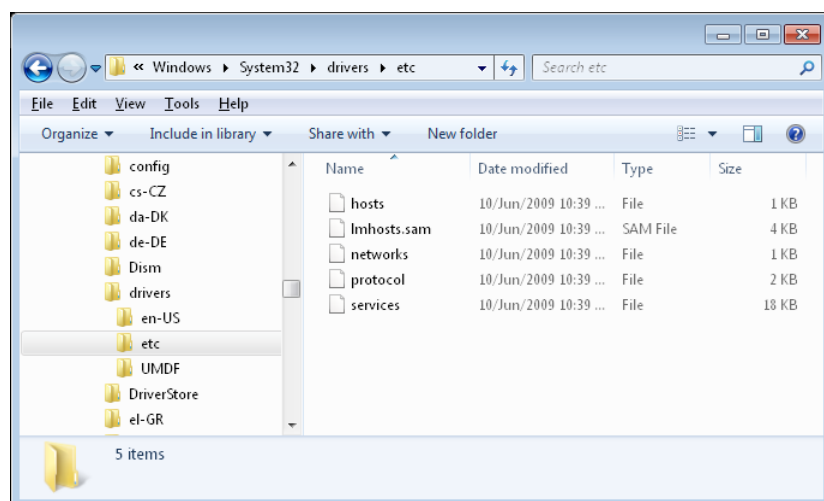 « Windows ▸ System32 ▸ drivers ▸ etc
Search etc
File Edit View Tools Help
Organize Include in library Share with New folder
config
cs-CZ
da-DK
de-DE
Dism
drivers
en-US
etc
UMDF
DriverStore
el-GR
Name Date modified Type Size
hosts 10/Jun/2009 10:39 ... File 1 KB
lmhosts.sam 10/Jun/2009 10:39 ... SAM File 4 KB
networks 10/Jun/2009 10:39 ... File 1 KB
protocol 10/Jun/2009 10:39 ... File 2 KB
services 10/Jun/2009 10:39 ... File 18 KB
5 items